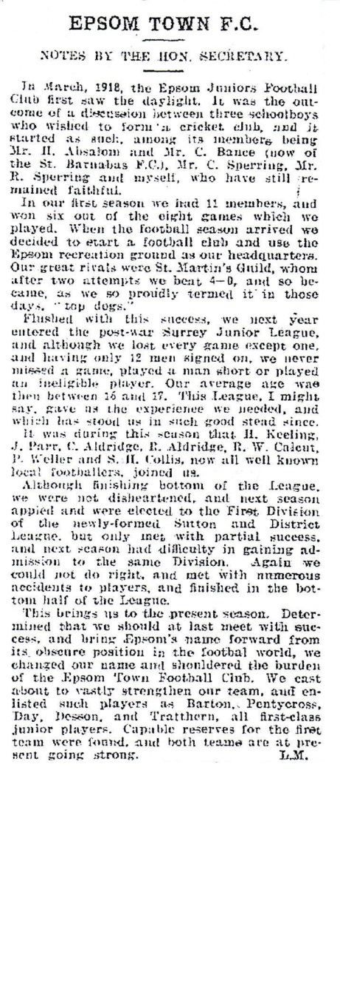 EPSOM TOWN F.C.
NOTES BY THE HON. SECRETARY.
In March, 1918, the Epsom Juniors Football
Club first saw the daylight. It was the out-
come of a discussion between three schoolboys
who wished to form a cricket club, and it
started as such, among its members being
Mr. H. Absalom and Mr. C. Bance (now of
the St. Barnabas F.C.), Mr. C. Sperring, Mr.
R. Sperring and myself, who have still re-
mained faithful.
In our first season we had 11 members, and
won six out of the eight games which we
played. When the football season arrived we
decided to start a football club and use the
Epsom recreation ground as our headquarters.
Our great rivals were St. Martin's Guild, whom
after two attempts we beat 4—0, and so be-
came, as we so proudly termed it in those
days, "top dogs."
Flushed with this success, we next year
entered the post-war Surrey Junior League,
and although we lost every game except one,
and having only 12 men signed on, we never
missed a game, played a man short or played
an ineligible player. Our average age was
then between 16 and 17. This League, I might
say, gave us the experience we needed, and
which has stood us in such good stead since.
It was during this season that H. Keeling,
J. Parr, C. Aldridge, R. Aldridge, R. W. Calcut,
P. Weller and S. H. Collis, now all well known
local footballers, joined us.
Although finishing bottom of the League,
we were not disheartened, and next season
appied and were elected to the First Division
of the newly-formed Sutton and District
League, but only met with partial success,
and next season had difficulty in gaining ad-
mission to the same Division. Again we
could not do right, and met with numerous
accidents to players, and finished in the bot-
tom half of the League.
This brings us to the present season. Deter-
mined that we should at last meet with suc-
cess, and bring Epsom's name forward from
its obscure position in the footbal world, we
changed our name and shouldered the burden
of the Epsom Town Football Club. We cast
about to vastly strengthen our team, and en-
listed such players as Barton, Pentycross,
Day, Desson, and Tratthern, all first-class
junior players. Capable reserves for the first
team were found, and both teams are at pre-
sent going strong. L.M.